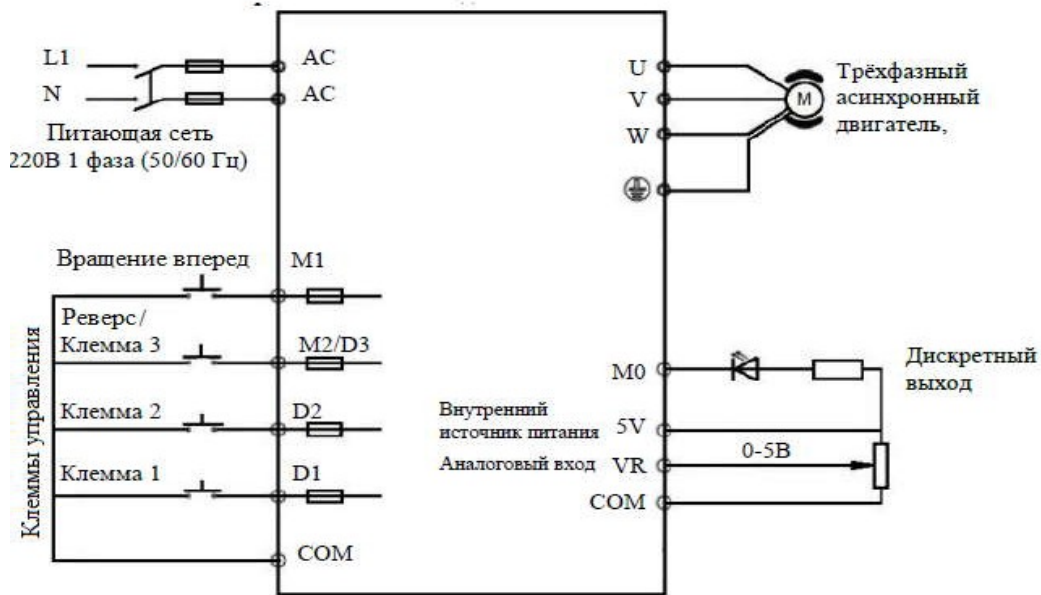 L1
AC
N
AC
Питающая сеть
220В 1 фаза (50/60 Гц)
U
V
W
M
Трёхфазный
асинхронный
двигатель,
Клеммы управления
Вращение вперед
M1
Реверс/
Клемма 3
M2/D3
Клемма 2
D2
Клемма 1
D1
COM
M0
Дискретный
выход
Внутренний
источник питания
5V
Аналоговый вход
VR
0-5В
COM